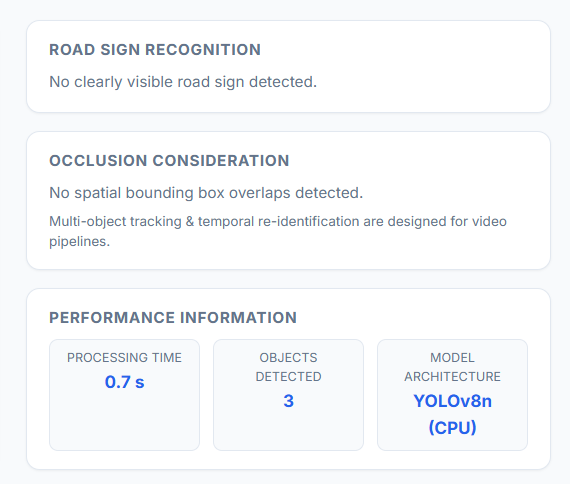 ROAD SIGN RECOGNITION
No clearly visible road sign detected.
OCCLUSION CONSIDERATION
No spatial bounding box overlaps detected.
Multi-object tracking & temporal re-identification are designed for video
pipelines.
PERFORMANCE INFORMATION
PROCESSING TIME
0.7 s
OBJECTS
DETECTED
3
MODEL
ARCHITECTURE
YOLOv8n
(CPU)